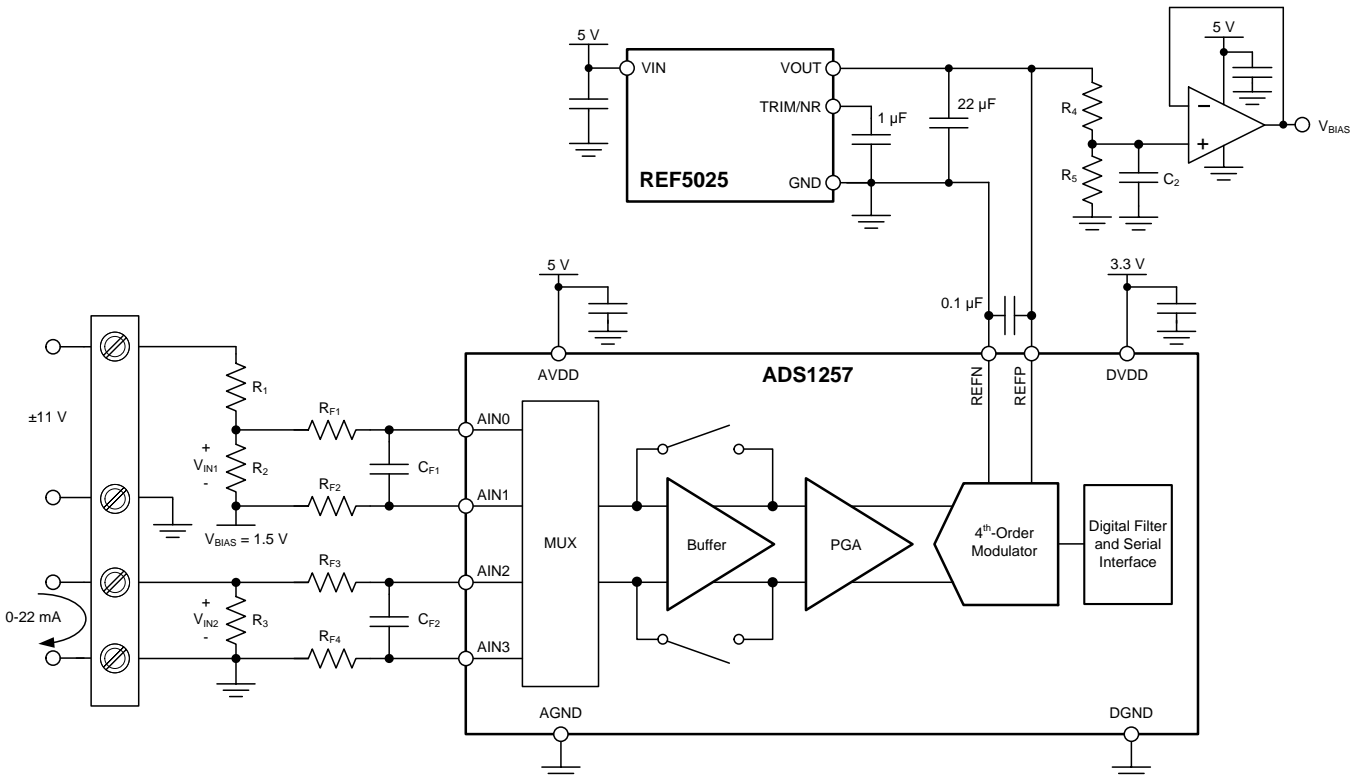 5 V
5 V
VIN
VOUT
TRIM/NR
1 µF
22 µF
R4
VBIAS
REF5025
GND
R5
C2
5 V
3.3 V
0.1 µF
AVDD
ADS1257
REFN
REFP
DVDD
±11 V
R1
RF1
AIN0
+
VIN1
-
R2
CF1
RF2
AIN1
VBIAS = 1.5 V
MUX
Buffer
PGA
4th-Order
Modulator
Digital Filter
and Serial
Interface
RF3
AIN2
0-22 mA
+
VIN2
-
R3
CF2
RF4
AIN3
AGND
DGND
−
+